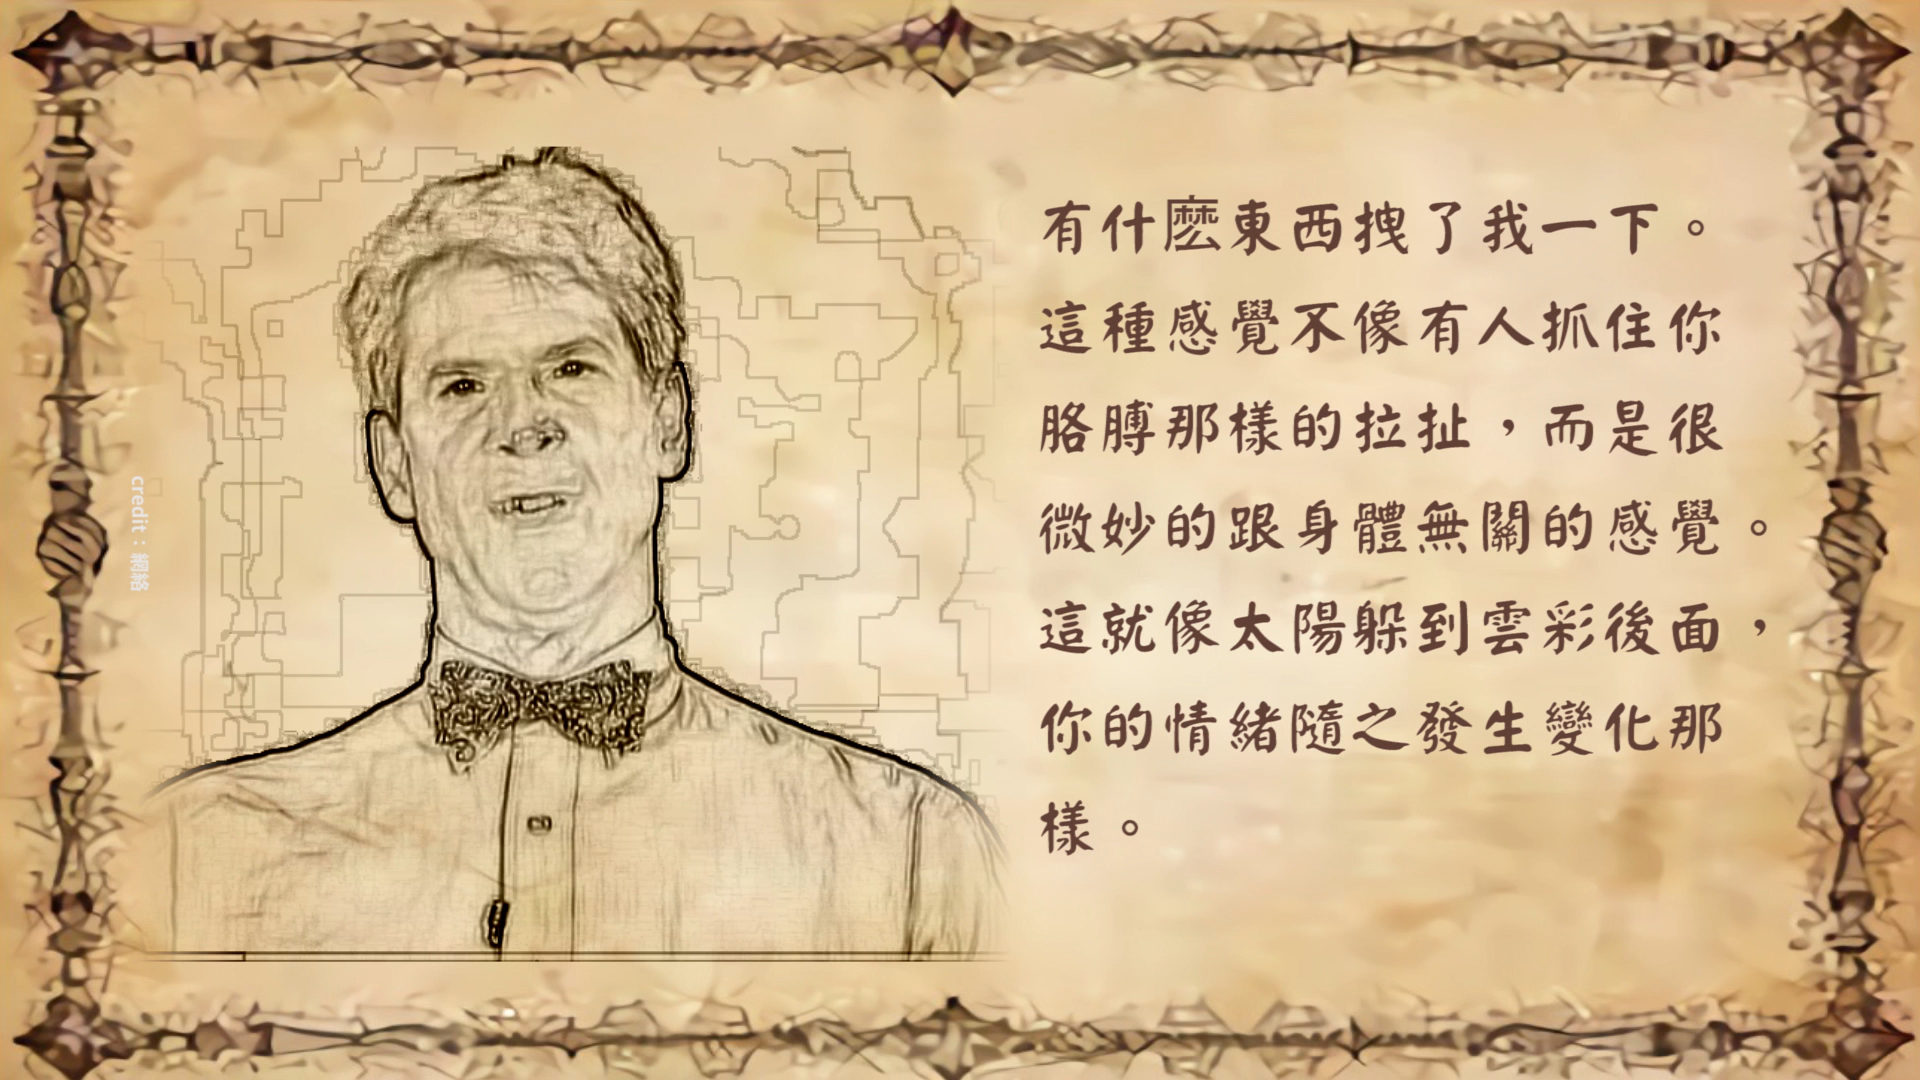 有什麽東西拽了我一下。
這種感覺不像有人抓住你
胳膊那樣的拉扯，而是很
微妙的跟身體無關的感覺。
這就像太陽躲到雲彩後面，
你的情緒隨之發生變化那
樣。
credit：網絡